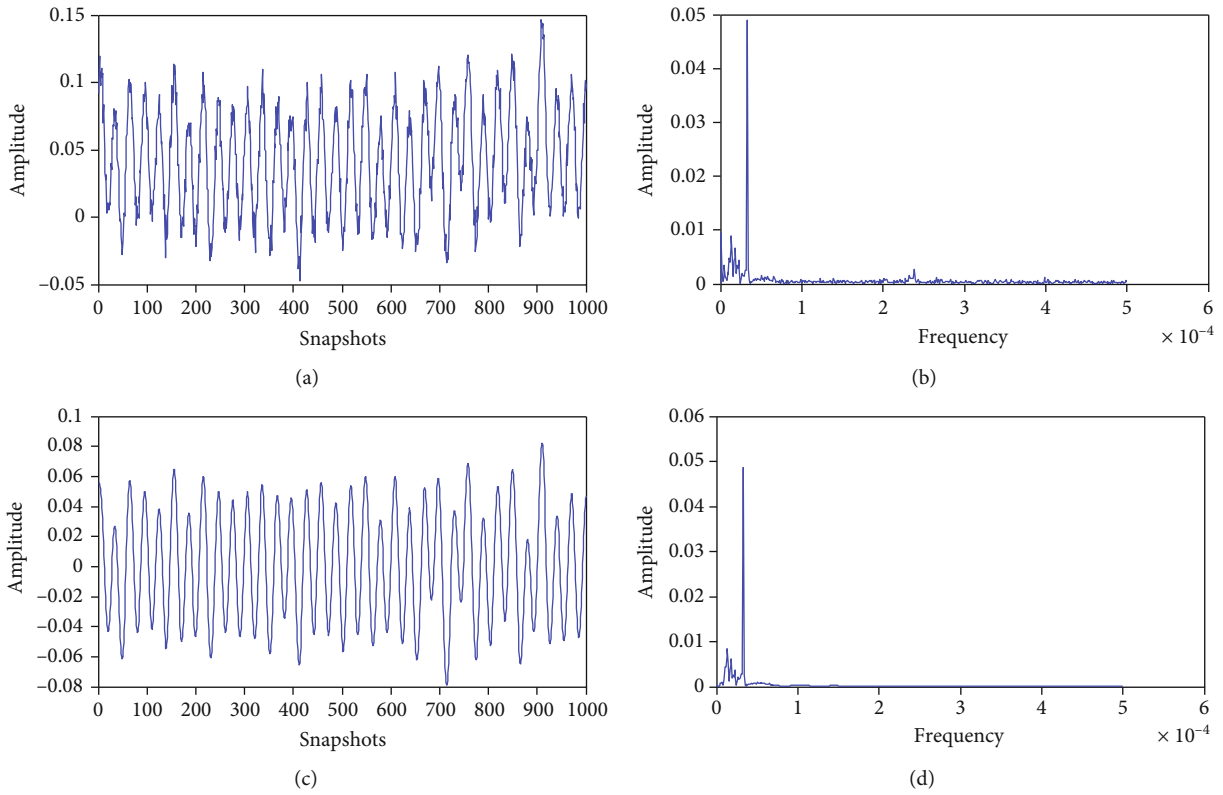 0.15
0.1
0.05
0
−0.05
Amplitude
0 100 200 300 400 500 600 700 800 900 1000
Snapshots
(a)
0.05
0.04
0.03
0.02
0.01
0
Amplitude
0 1 2 3 4 5 6
Frequency × 10−4
(b)
0.1
0.08
0.06
0.04
0.02
0
−0.02
−0.04
−0.06
−0.08
Amplitude
0 100 200 300 400 500 600 700 800 900 1000
Snapshots
(c)
0.06
0.05
0.04
0.03
0.02
0.01
0
Amplitude
0 1 2 3 4 5 6
Frequency × 10−4
(d)